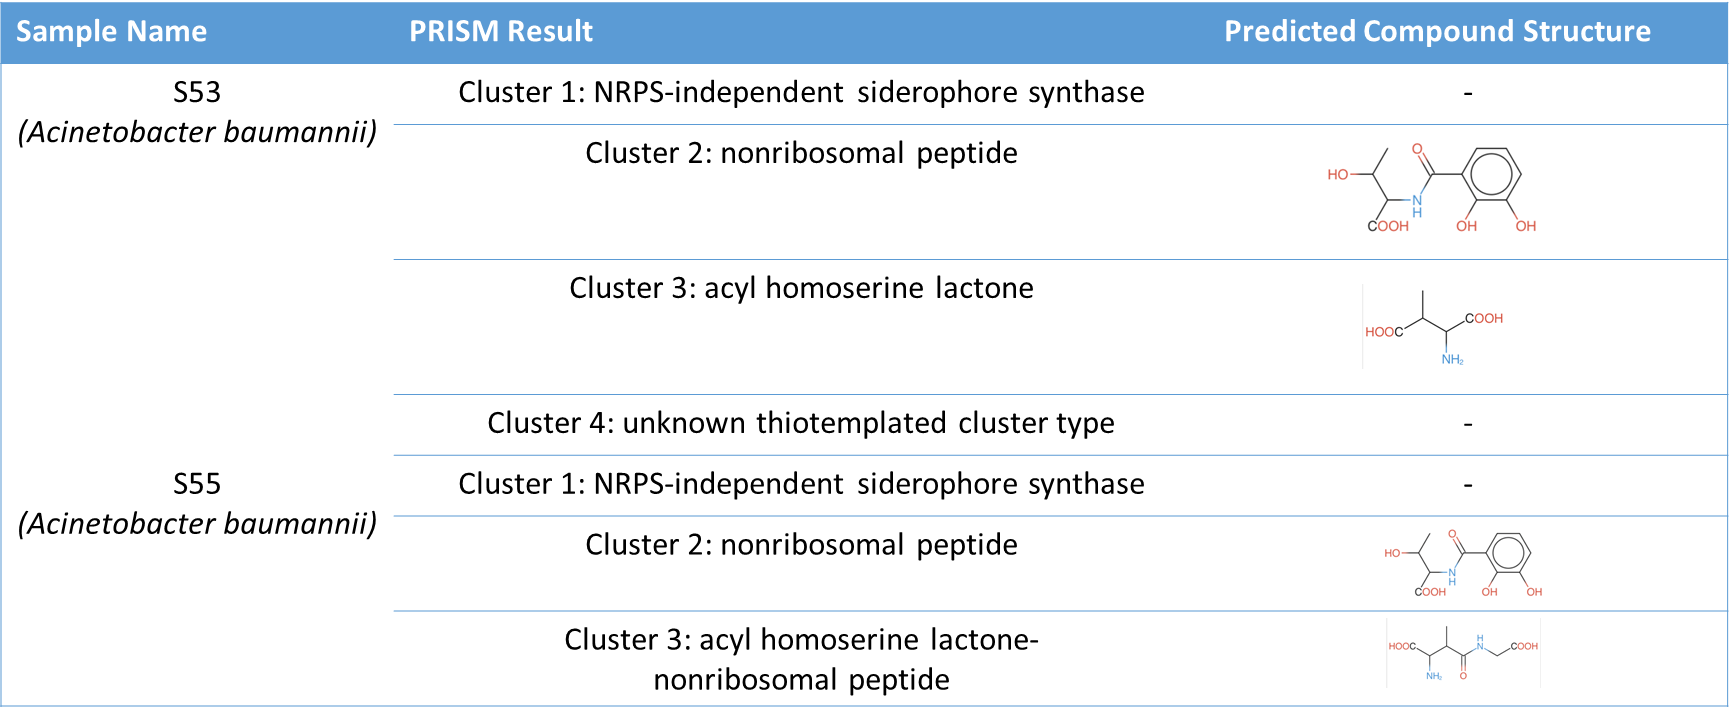 Sample Name PRISM Result Predicted Compound Structure
S53
(Acinetobacter baumannii)
Cluster 1: NRPS-independent siderophore synthase -
Cluster 2: nonribosomal peptide
O
HO
N
H
COOH OH OH
Cluster 3: acyl homoserine lactone
COOH
HOOC
NH2
Cluster 4: unknown thiotemplated cluster type -
S55
(Acinetobacter baumannii)
Cluster 1: NRPS-independent siderophore synthase -
Cluster 2: nonribosomal peptide
O
HO
N
H
COOH OH OH
Cluster 3: acyl homoserine lactone-
nonribosomal peptide
H
HOOC N COOH
NH2 O